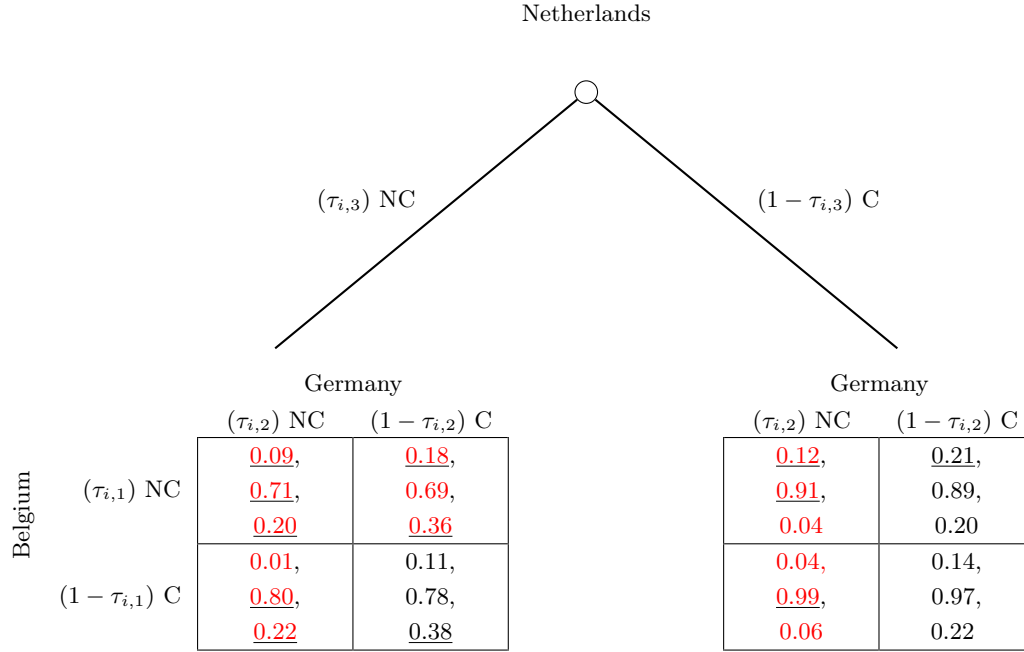 Netherlands
(τi,3) NC
(1 − τi,3) C
Germany
(τi,2) NC (1 − τi,2) C
Belgium
(τi,1) NC
0.09, 0.18,
0.71, 0.69,
0.20 0.36
(1 − τi,1) C
0.01, 0.11,
0.80, 0.78,
0.22 0.38
Germany
(τi,2) NC (1 − τi,2) C
0.12, 0.21,
0.91, 0.89,
0.04 0.20
0.04, 0.14,
0.99, 0.97,
0.06 0.22